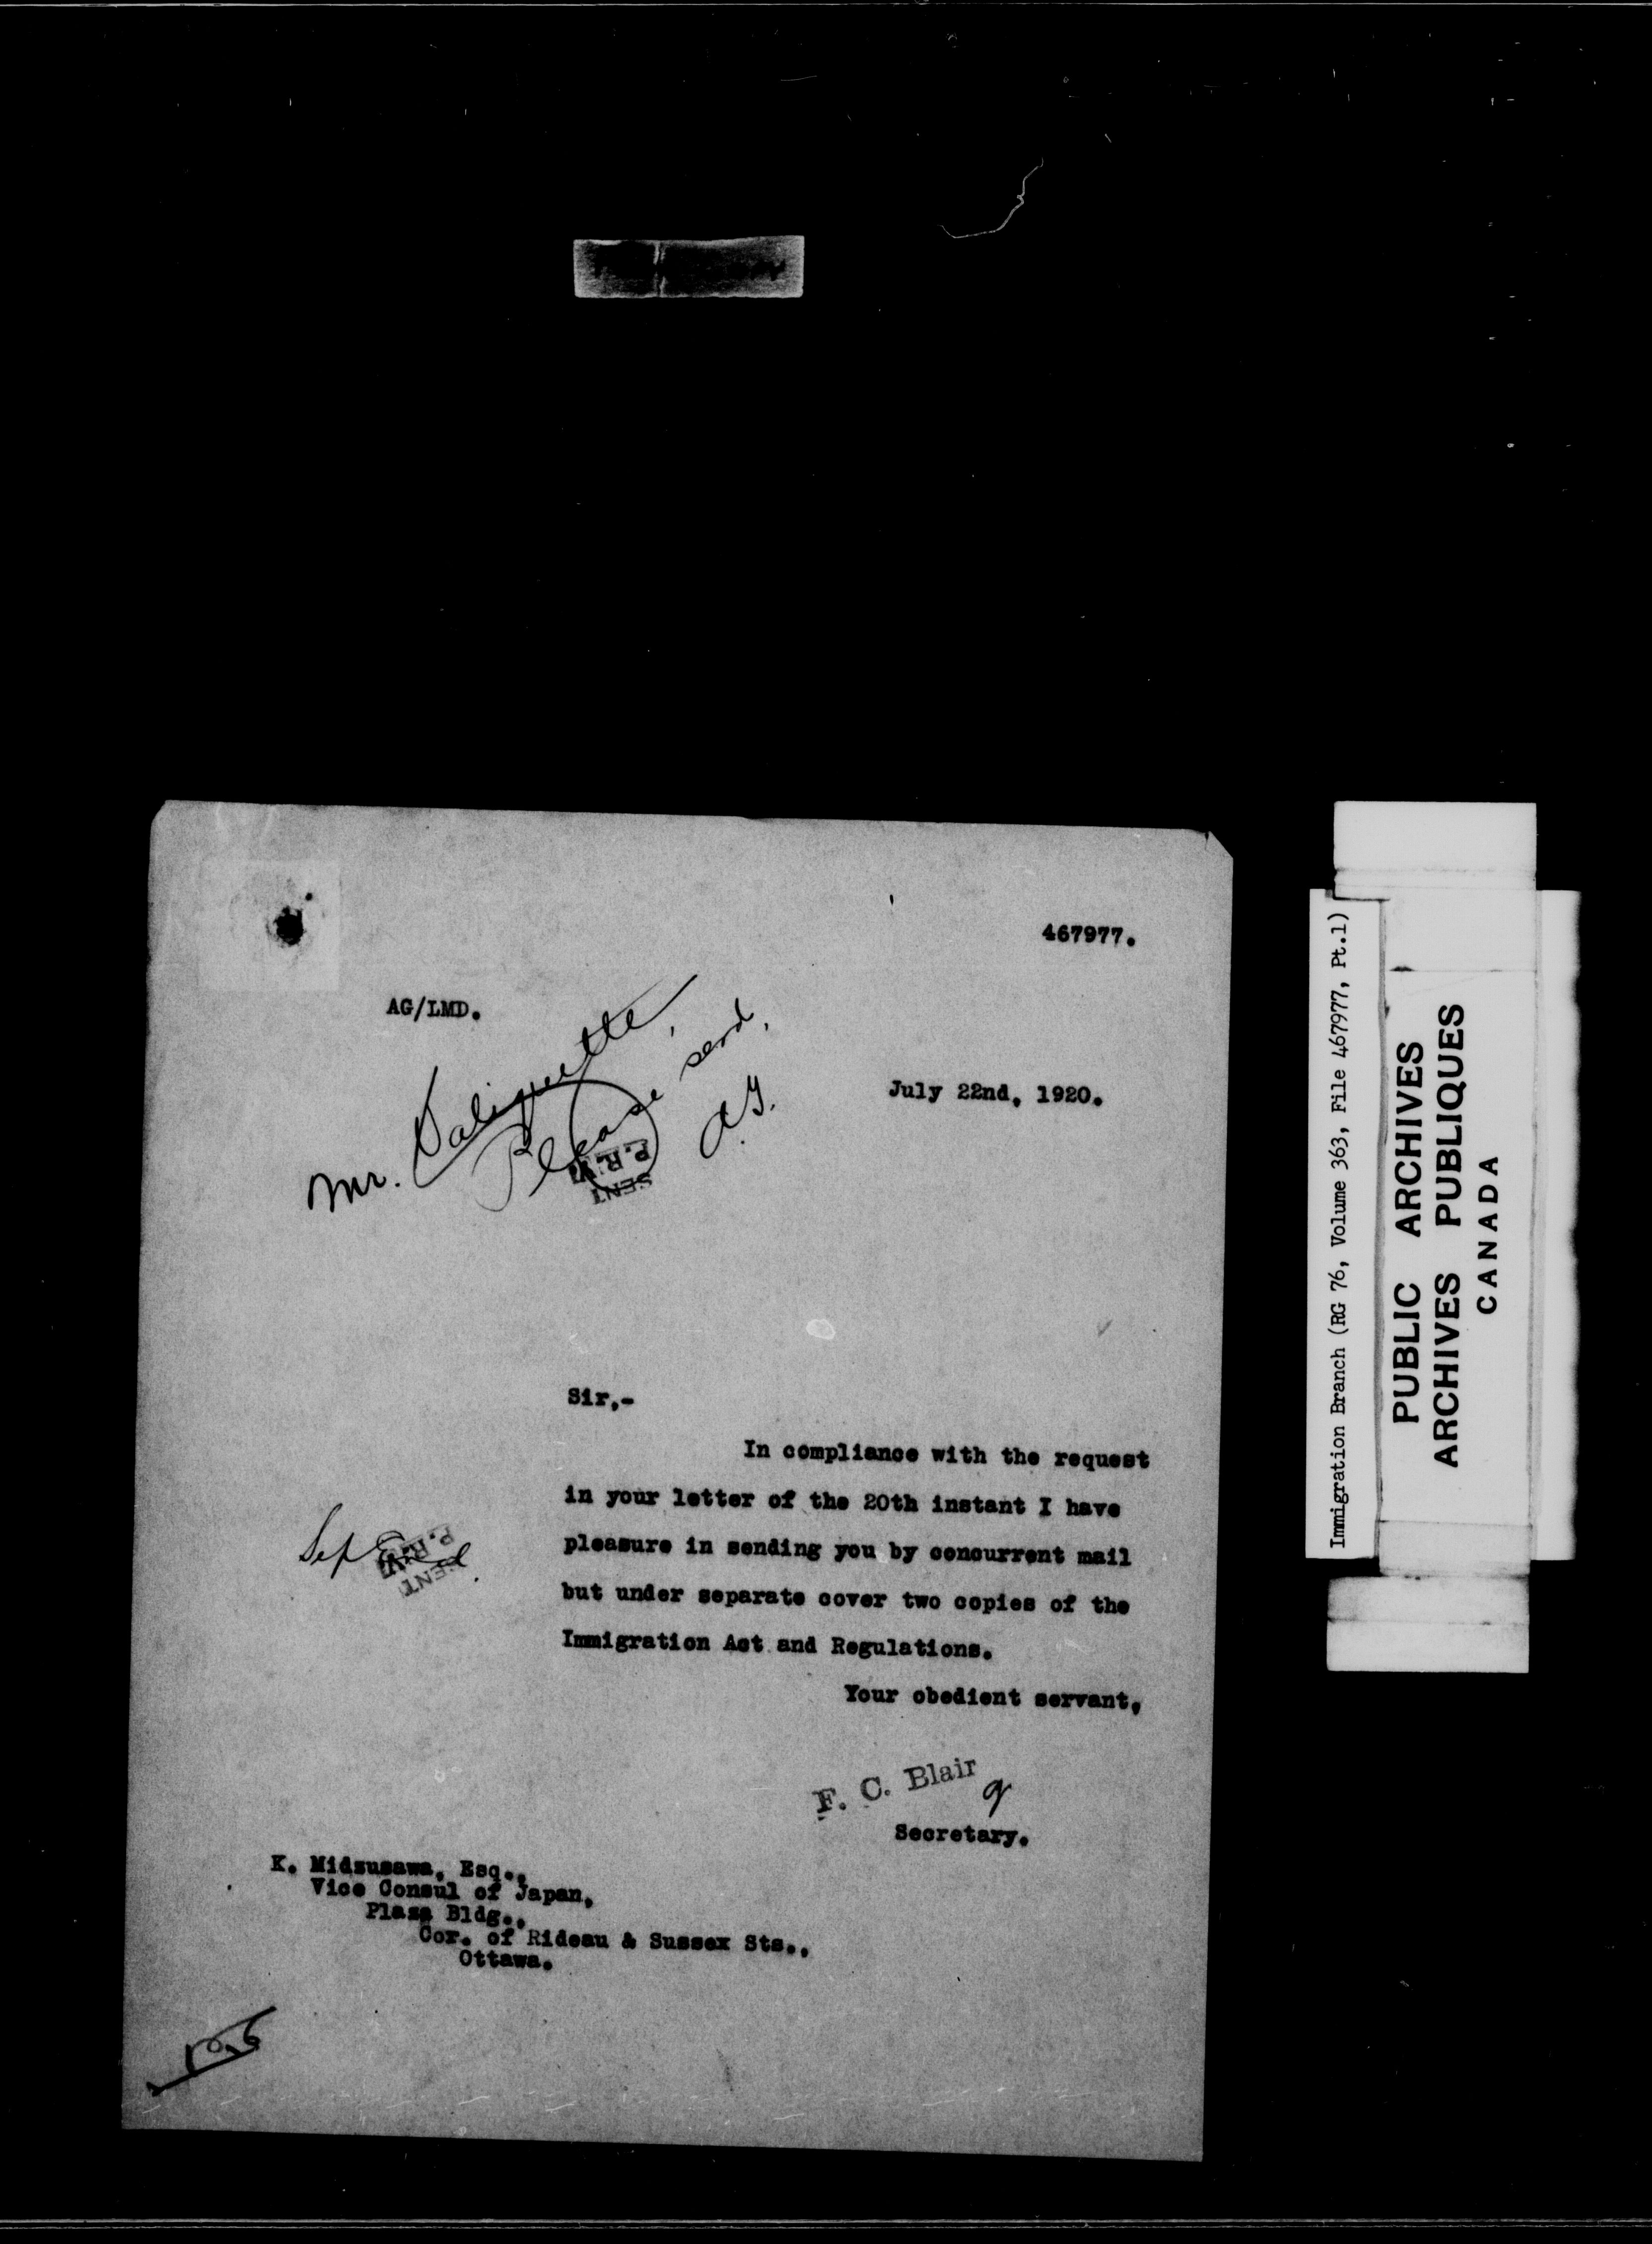 467977.
AG/LMD.
Mr. Valiquette,
Please send,
A.G.
July 22nd, 1920.
P.R.
SENT
Sir,-
In compliance with the request
in your letter of the 20th instant I have
pleasure in sending you by concurrent mail
but under separate cover two copies of the
Immigration Act and Regulations.
Your obedient servant,
P.R.
SENT
F. C. Blair
Secretary.
K. Midzusawa, Esq.,
Vice Consul of Japan,
Plaza Bldg.,
Cor. of Rideau & Sussex Sts.,
Ottawa.
Immigration Branch (RG 76, Volume 363, File 467977, Pt.1)
PUBLIC ARCHIVES
ARCHIVES PUBLIQUES
CANADA